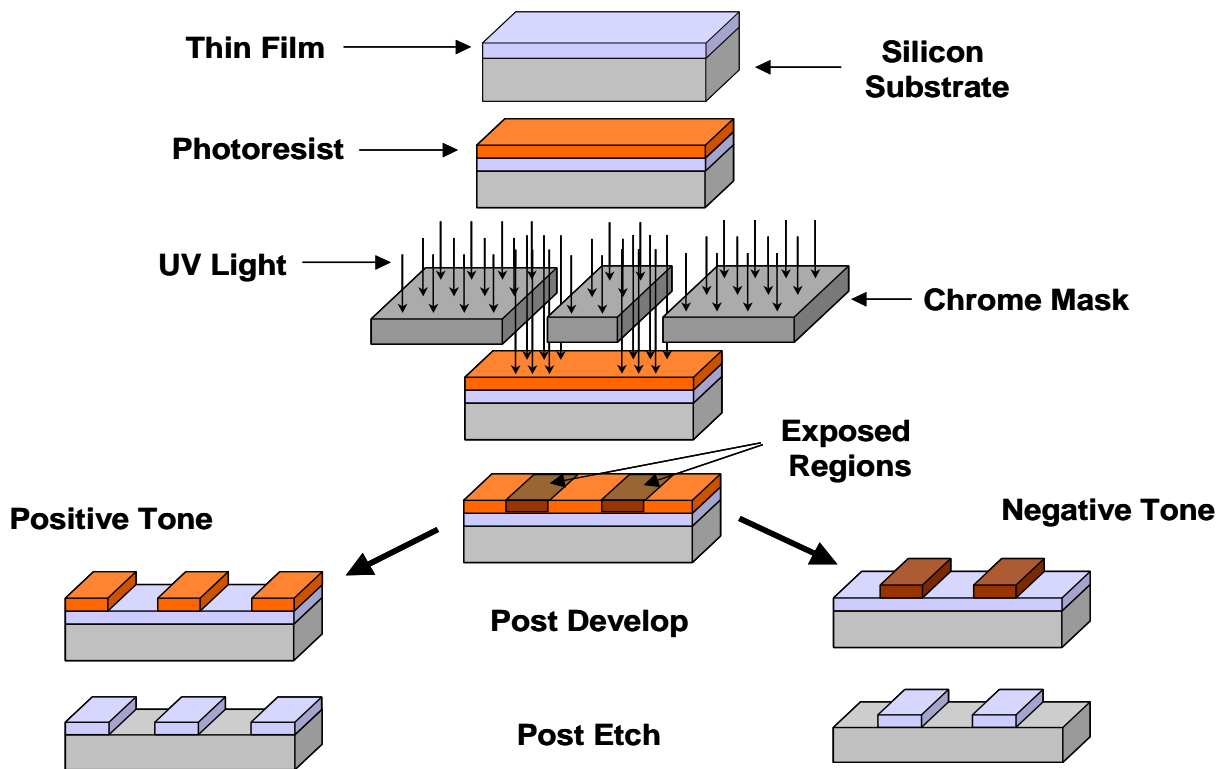 Thin Film
Silicon
Substrate
Photoresist
UV Light
Chrome Mask
Exposed
Regions
Positive Tone
Negative Tone
Post Develop
Post Etch